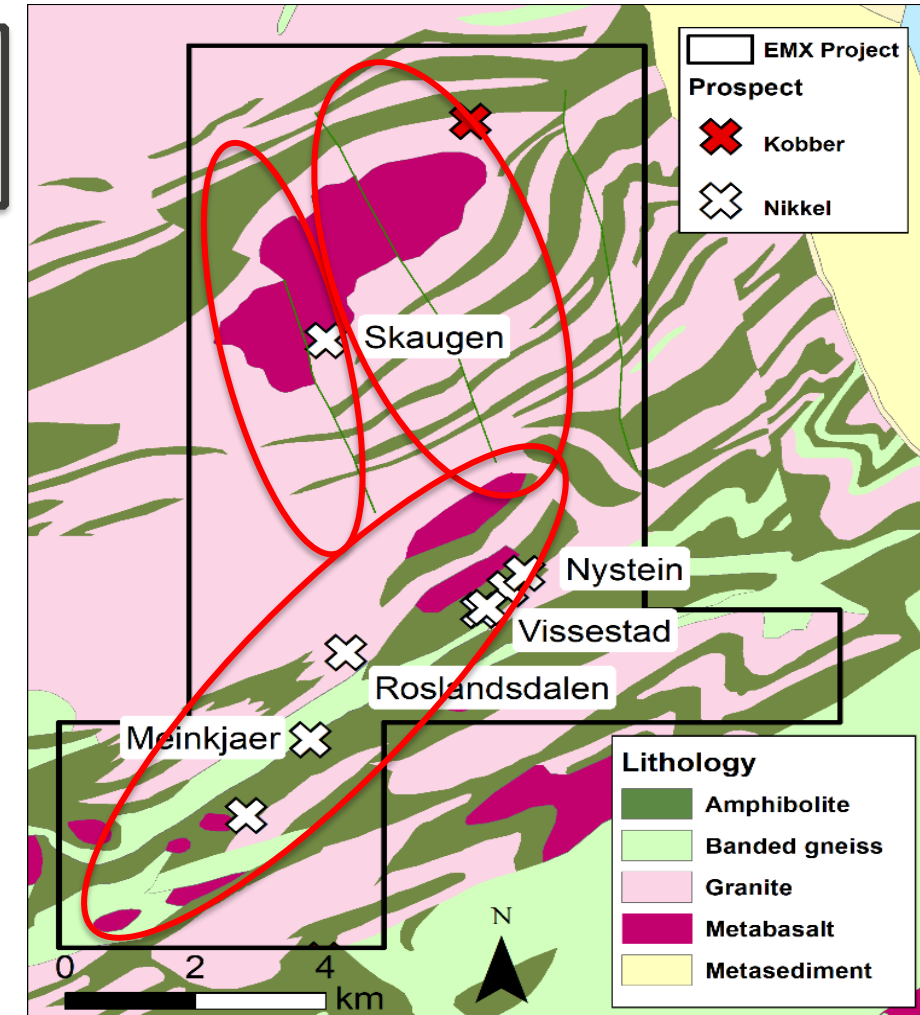 EMX Project
Prospect
Kobber
Nikkel
Skaugen
Nystein
Vissestad
Roslandsdalen
Meinkjaer
Lithology
Amphibolite
Banded gneiss
Granite
Metabasalt
Metasediment
N
0 2 4
km